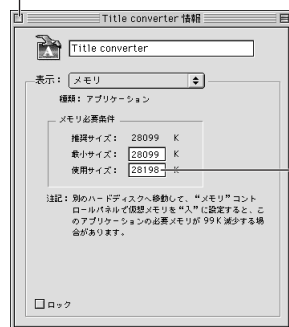 Title converter 情報
Title converter
表示： メモリ
種類：アプリケーション
メモリ必要条件
推奨サイズ： 28099 K
最小サイズ： 28099 K
使用サイズ： 28198 K
注記：別のハードディスクへ移動して、“メモリ”コント
ロールパネルで仮想メモリを“入”に設定すると、こ
のアプリケーションの必要メモリが 99K 減少する場
合があります。
ロック